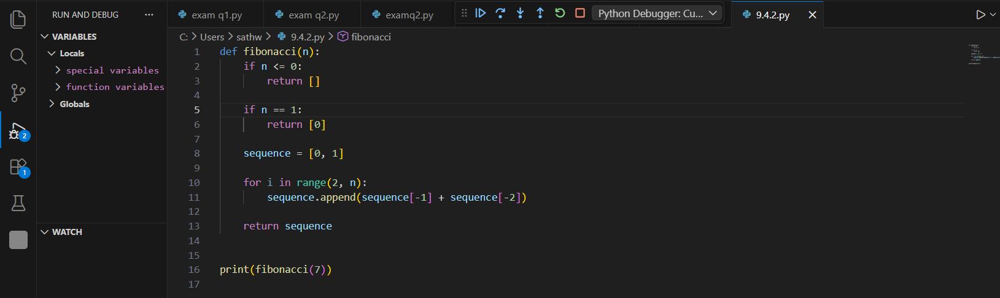 RUN AND DEBUG ...
exam q1.py
exam q2.py
examq2.py
Python Debugger: Cu...
9.4.2.py
VARIABLES
Locals
special variables
function variables
Globals
2
1
WATCH
C: > Users > sathw > 9.4.2.py > fibonacci
1 def fibonacci(n):
2     if n <= 0:
3         return []
4
5     if n == 1:
6         return [0]
7
8     sequence = [0, 1]
9
10     for i in range(2, n):
11         sequence.append(sequence[-1] + sequence[-2])
12
13     return sequence
14
15
16 print(fibonacci(7))
17